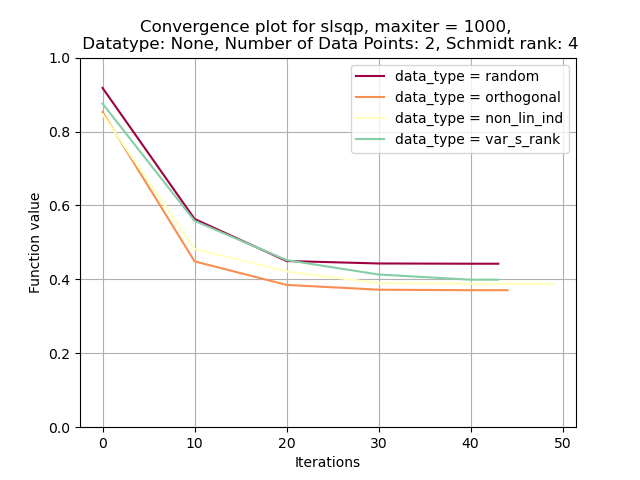 Convergence plot for slsqp, maxiter = 1000,
Datatype: None, Number of Data Points: 2, Schmidt rank: 4
1.0
0.8
0.6
0.4
0.2
0.0
Function value
data_type = random
data_type = orthogonal
data_type = non_lin_ind
data_type = var_s_rank
0 10 20 30 40 50
Iterations